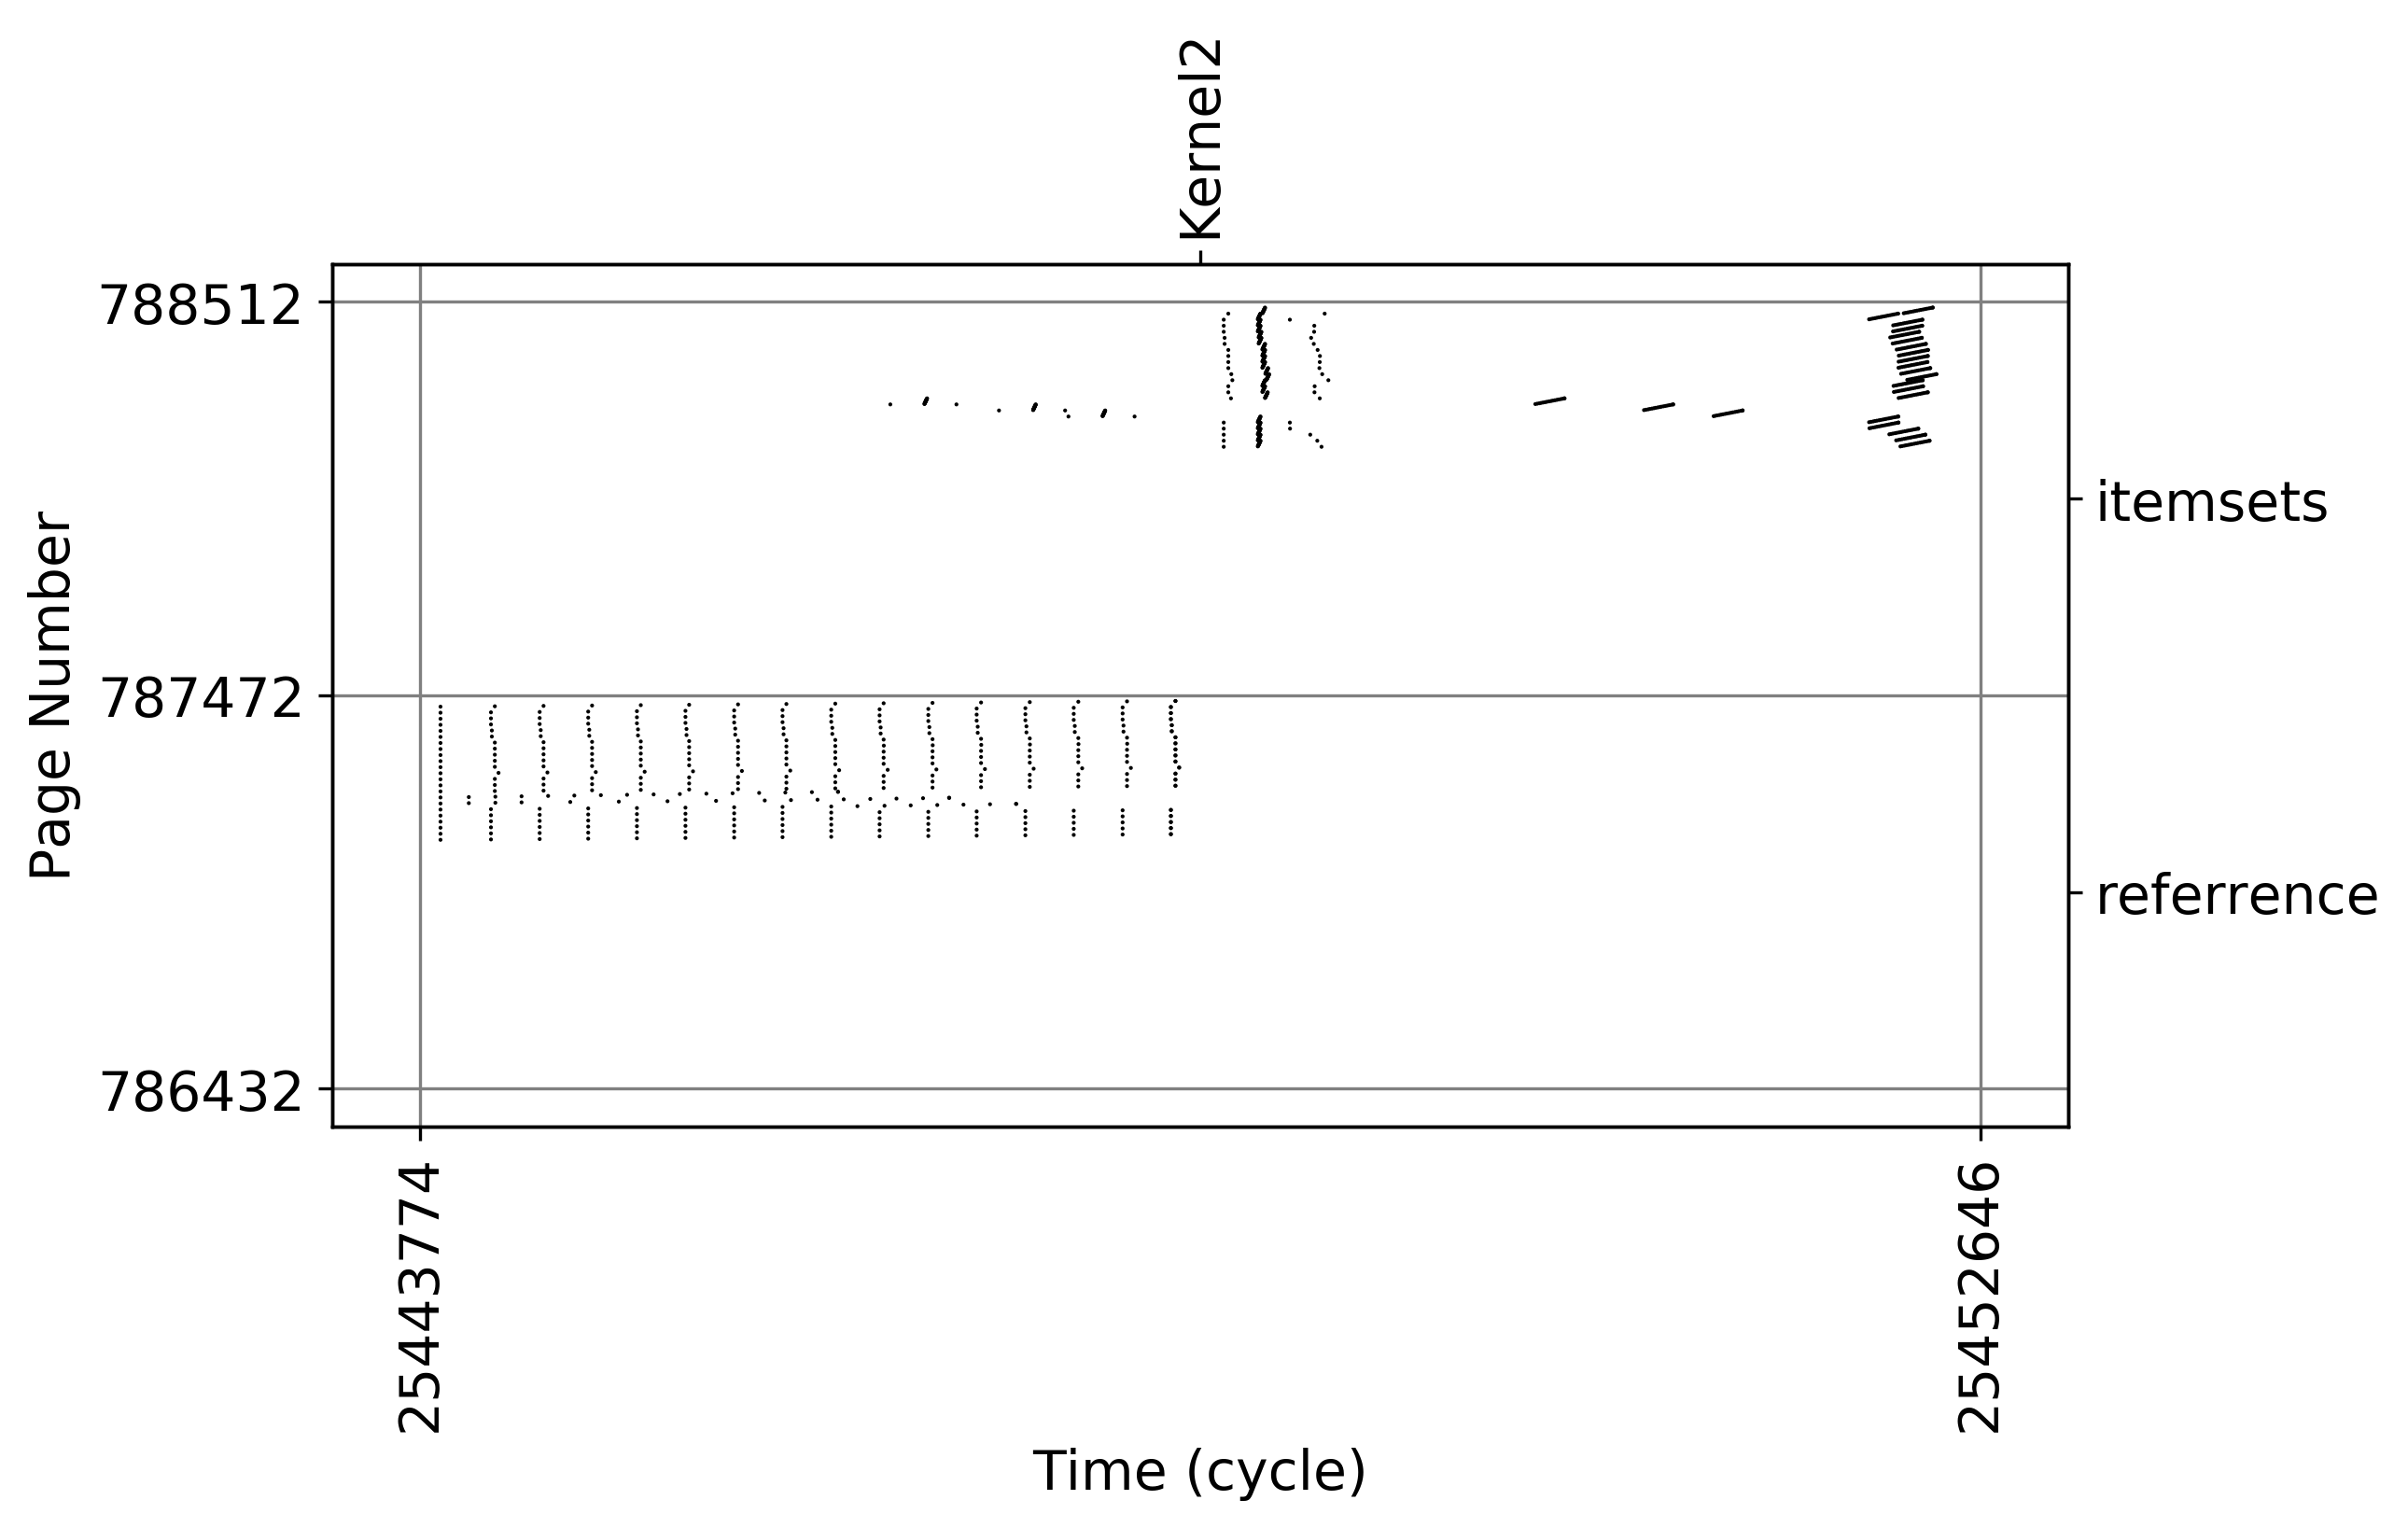 Kernel2
788512
itemsets
787472
Page Number
referrence
786432
25443774
25452646
Time (cycle)